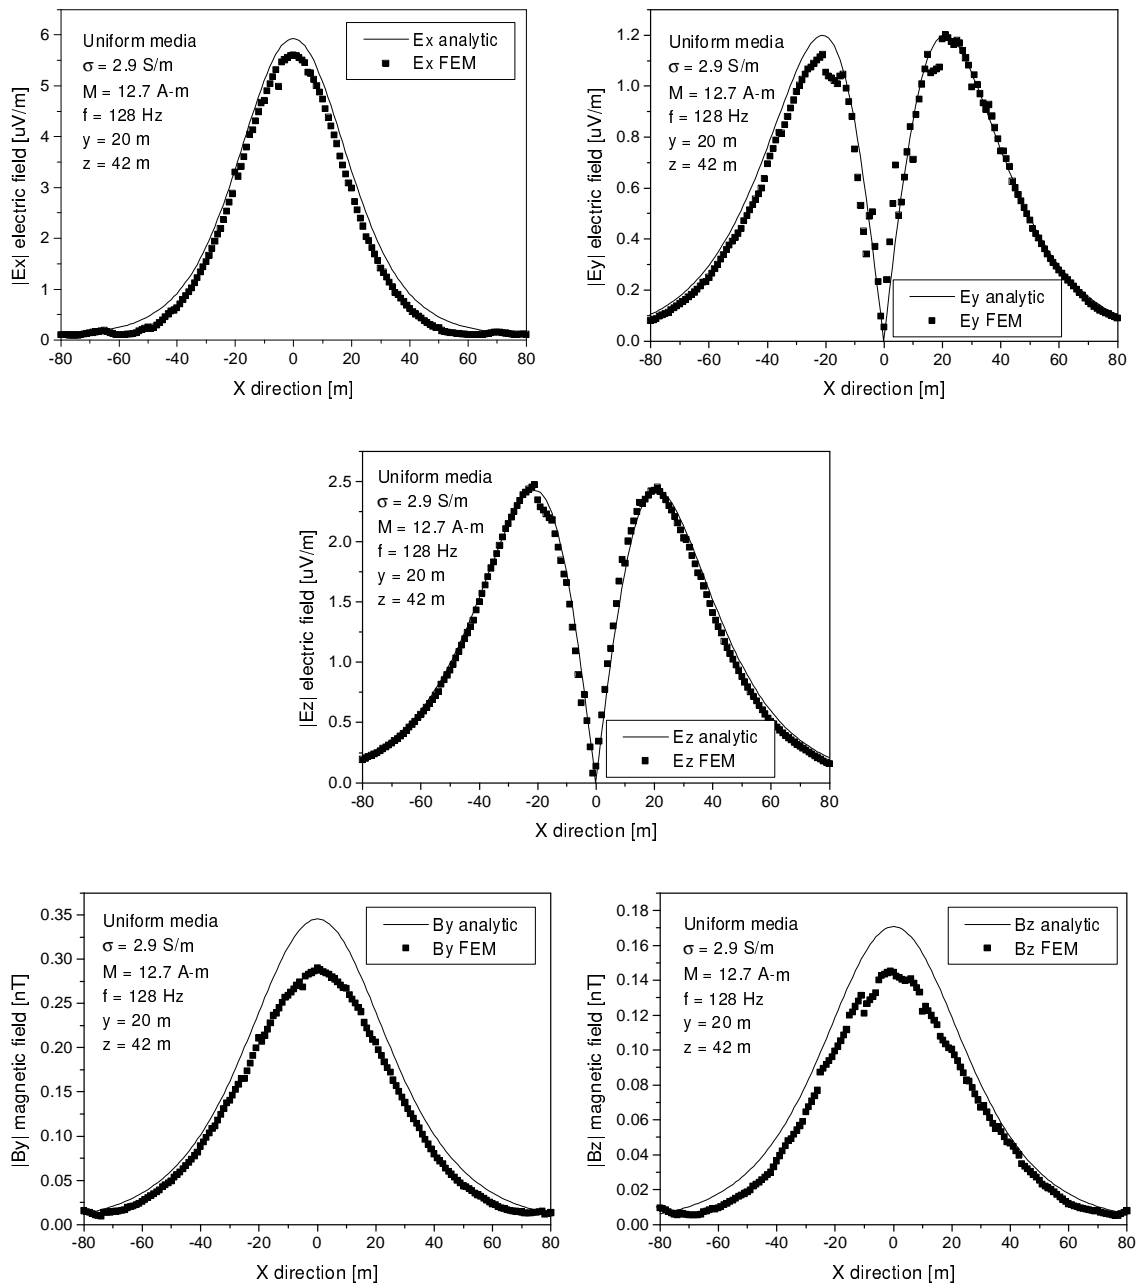 Uniform media
σ = 2.9 S/m
M = 12.7 A-m
f = 128 Hz
y = 20 m
z = 42 m
Ex analytic
Ex FEM
|Ex| electric field [uV/m]
6
5
4
3
2
1
0
-80 -60 -40 -20 0 20 40 60 80
X direction [m]
Uniform media
σ = 2.9 S/m
M = 12.7 A-m
f = 128 Hz
y = 20 m
z = 42 m
Ey analytic
Ey FEM
|Ey| electric field [uV/m]
1.2
1.0
0.8
0.6
0.4
0.2
0.0
-80 -60 -40 -20 0 20 40 60 80
X direction [m]
Uniform media
σ = 2.9 S/m
M = 12.7 A-m
f = 128 Hz
y = 20 m
z = 42 m
Ez analytic
Ez FEM
|Ez| electric field [uV/m]
2.5
2.0
1.5
1.0
0.5
0.0
-80 -60 -40 -20 0 20 40 60 80
X direction [m]
Uniform media
σ = 2.9 S/m
M = 12.7 A-m
f = 128 Hz
y = 20 m
z = 42 m
By analytic
By FEM
|By| magnetic field [nT]
0.35
0.30
0.25
0.20
0.15
0.10
0.05
0.00
-80 -60 -40 -20 0 20 40 60 80
X direction [m]
Uniform media
σ = 2.9 S/m
M = 12.7 A-m
f = 128 Hz
y = 20 m
z = 42 m
Bz analytic
Bz FEM
|Bz| magnetic field [nT]
0.18
0.16
0.14
0.12
0.10
0.08
0.06
0.04
0.02
0.00
-80 -60 -40 -20 0 20 40 60 80
X direction [m]